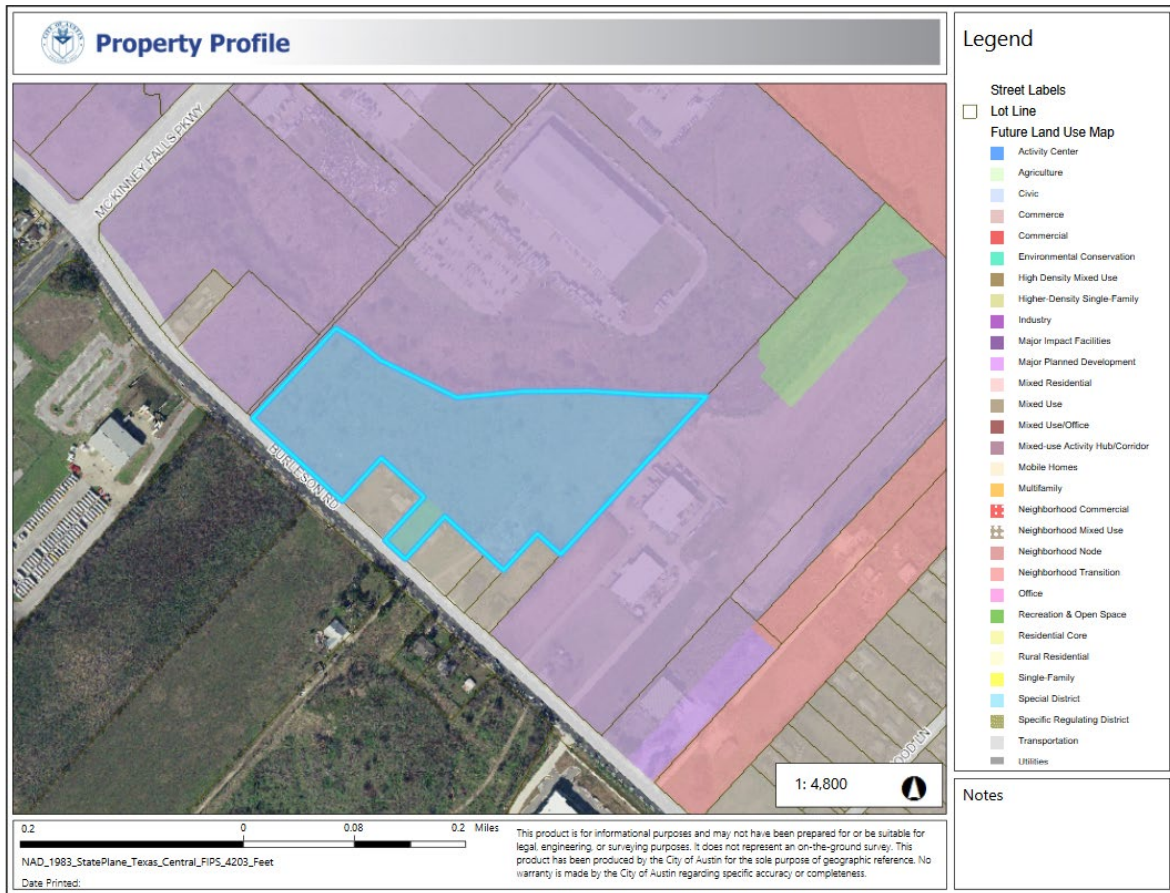 CITY OF AUSTIN
Property Profile
MCKINNEY FALLS PKWY
BURLESON RD
OOD LN
1: 4,800
Legend
Street Labels
Lot Line
Future Land Use Map
Activity Center
Agriculture
Civic
Commerce
Commercial
Environmental Conservation
High Density Mixed Use
Higher-Density Single-Family
Industry
Major Impact Facilities
Major Planned Development
Mixed Residential
Mixed Use
Mixed Use/Office
Mixed-use Activity Hub/Corridor
Mobile Homes
Multifamily
Neighborhood Commercial
Neighborhood Mixed Use
Neighborhood Node
Neighborhood Transition
Office
Recreation & Open Space
Residential Core
Rural Residential
Single-Family
Special District
Specific Regulating District
Transportation
Utilities
Notes
0.2 0 0.08 0.2 Miles
NAD_1983_StatePlane_Texas_Central_FIPS_4203_Feet
Date Printed:
This product is for informational purposes and may not have been prepared for or be suitable for
legal, engineering, or surveying purposes. It does not represent an on-the-ground survey. This
product has been produced by the City of Austin for the sole purpose of geographic reference. No
warranty is made by the City of Austin regarding specific accuracy or completeness.